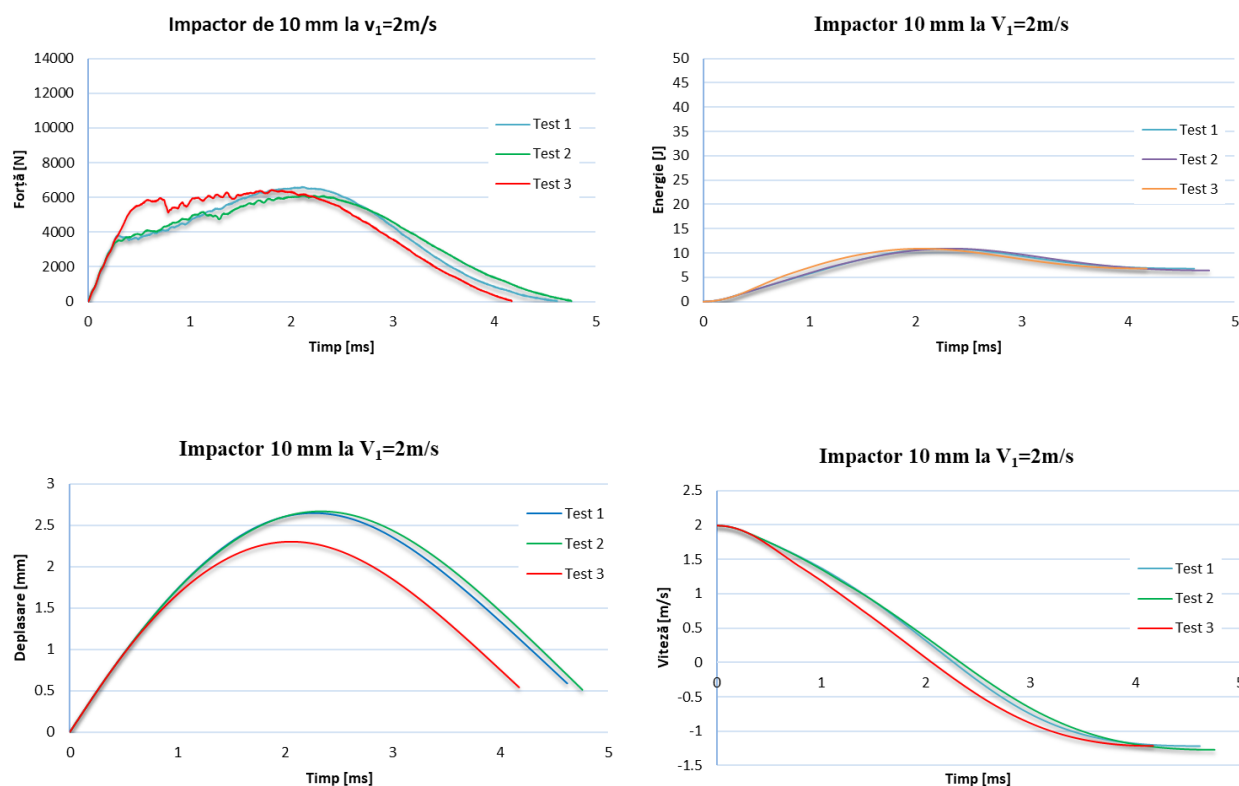 Impactor de 10 mm la v₁=2m/s
14000
12000
10000
8000
6000
4000
2000
0
Forță [N]
0 1 2 3 4 5
Timp [ms]
Test 1
Test 2
Test 3
Impactor 10 mm la V₁=2m/s
50
45
40
35
30
25
20
15
10
5
0
Energie [J]
0 1 2 3 4 5
Timp [ms]
Test 1
Test 2
Test 3
Impactor 10 mm la V₁=2m/s
3
2.5
2
1.5
1
0.5
0
Deplasare [mm]
0 1 2 3 4 5
Timp [ms]
Test 1
Test 2
Test 3
Impactor 10 mm la V₁=2m/s
2.5
2
1.5
1
0.5
0
-0.5
-1
-1.5
Viteză [m/s]
0 1 2 3 4 5
Timp [ms]
Test 1
Test 2
Test 3